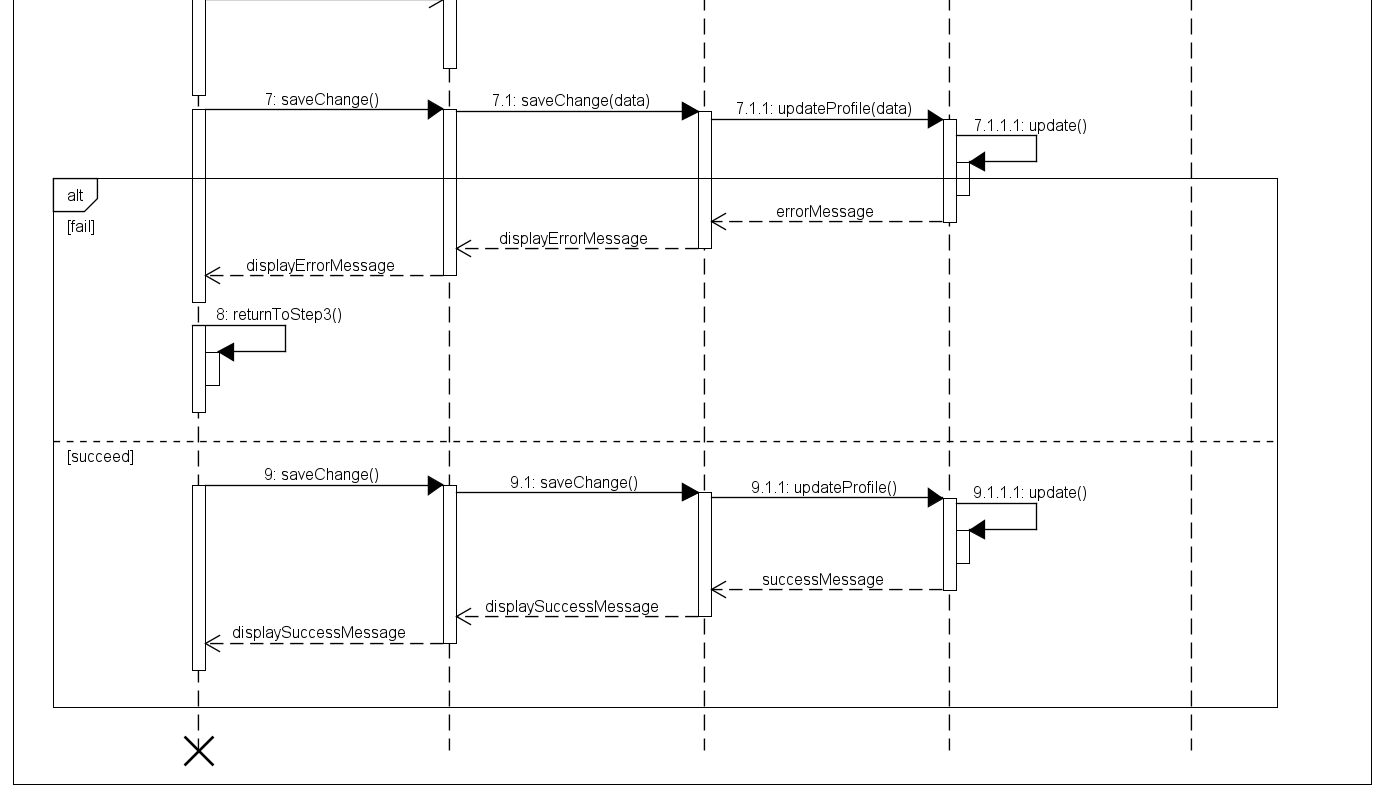 7: saveChange()
7.1: saveChange(data)
7.1.1: updateProfile(data)
7.1.1.1: update()
alt
[fail]
errorMessage
displayErrorMessage
displayErrorMessage
8: returnToStep3()
[succeed]
9: saveChange()
9.1: saveChange()
9.1.1: updateProfile()
9.1.1.1: update()
successMessage
displaySuccessMessage
displaySuccessMessage